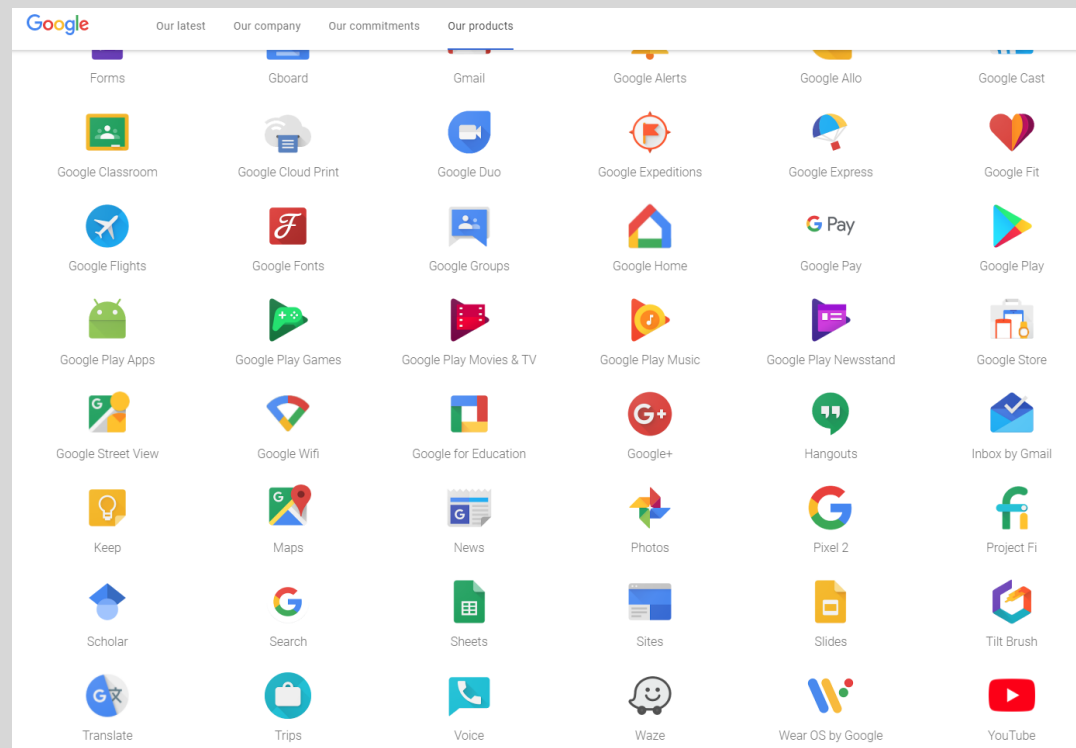 Google Our latest Our company Our commitments Our products
Forms Gboard Gmail Google Alerts Google Allo Google Cast
Google Classroom Google Cloud Print Google Duo Google Expeditions Google Express Google Fit
G Pay
Google Flights Google Fonts Google Groups Google Home Google Pay Google Play
Google Play Apps Google Play Games Google Play Movies & TV Google Play Music Google Play Newsstand Google Store
G G+
Google Street View Google Wifi Google for Education Google+ Hangouts Inbox by Gmail
G G G
Keep Maps News Photos Pixel 2 Project Fi
G
Scholar Search Sheets Sites Slides Tilt Brush
G 文
Translate Trips Voice Waze Wear OS by Google YouTube